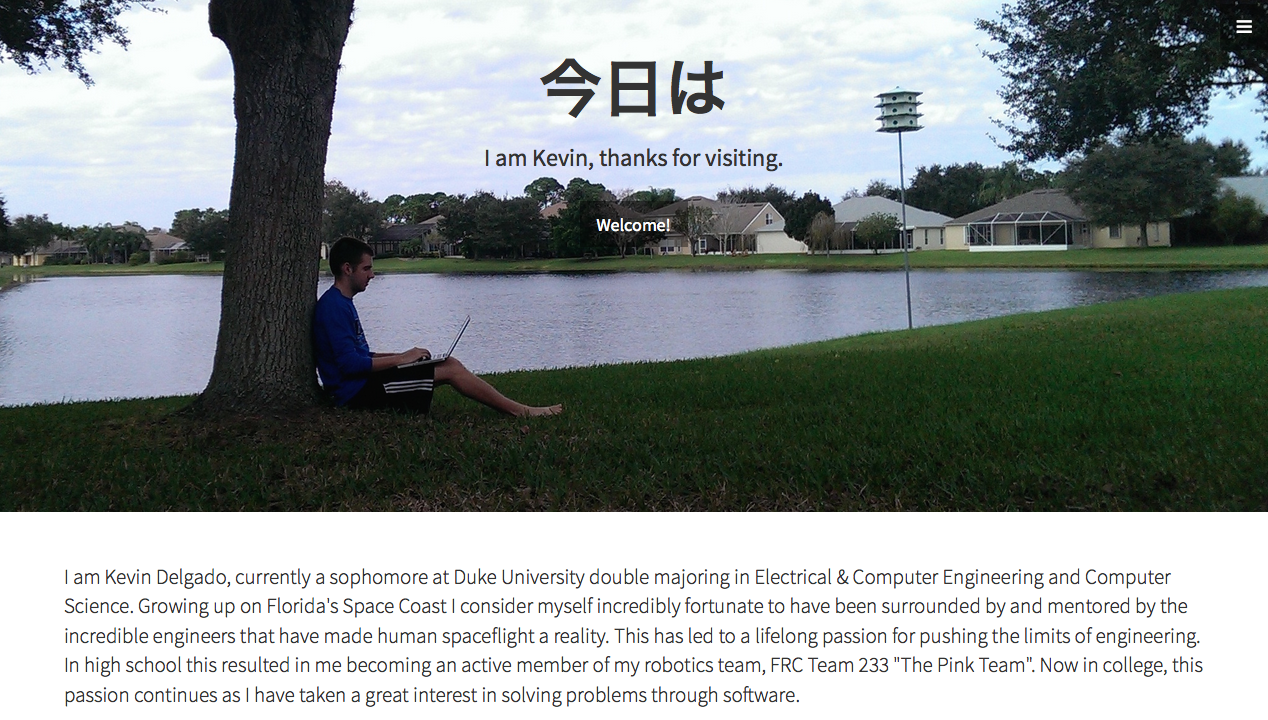 今日は
I am Kevin, thanks for visiting.
Welcome!
I am Kevin Delgado, currently a sophomore at Duke University double majoring in Electrical & Computer Engineering and Computer
Science. Growing up on Florida's Space Coast I consider myself incredibly fortunate to have been surrounded by and mentored by the
incredible engineers that have made human spaceflight a reality. This has led to a lifelong passion for pushing the limits of engineering.
In high school this resulted in me becoming an active member of my robotics team, FRC Team 233 "The Pink Team". Now in college, this
passion continues as I have taken a great interest in solving problems through software.